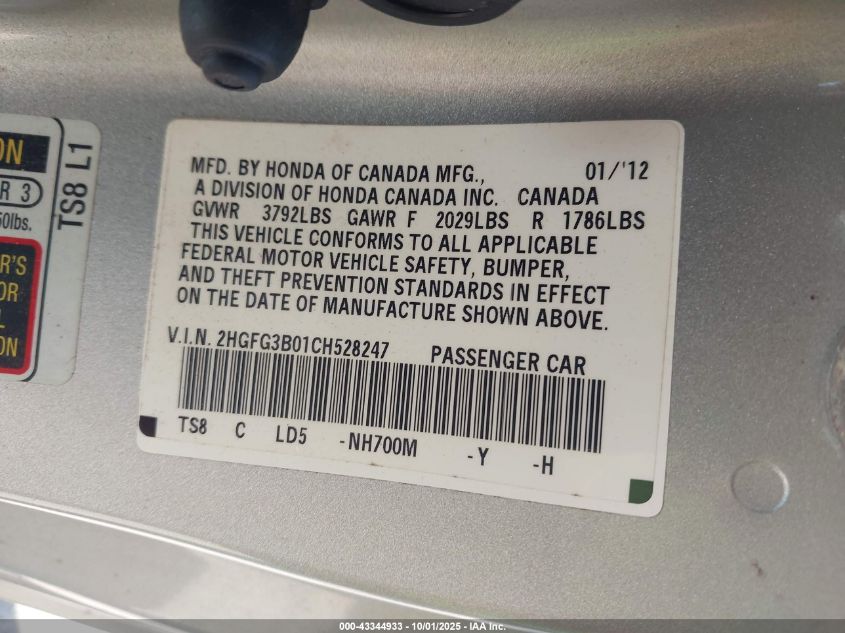 MFD. BY HONDA OF CANADA MFG., 01/'12
A DIVISION OF HONDA CANADA INC. CANADA
GVWR 3792LBS GAWR F 2029LBS R 1786LBS
THIS VEHICLE CONFORMS TO ALL APPLICABLE
FEDERAL MOTOR VEHICLE SAFETY, BUMPER,
AND THEFT PREVENTION STANDARDS IN EFFECT
ON THE DATE OF MANUFACTURE SHOWN ABOVE.
V.I.N. 2HGFG3B01CH528247 PASSENGER CAR
TS8 C LD5 -NH700M -Y -H
ON
R 3
50lbs.
R'S
OR
L
ON
TS8 L1
000-43344933 - 10/01/2025 - IAA Inc.